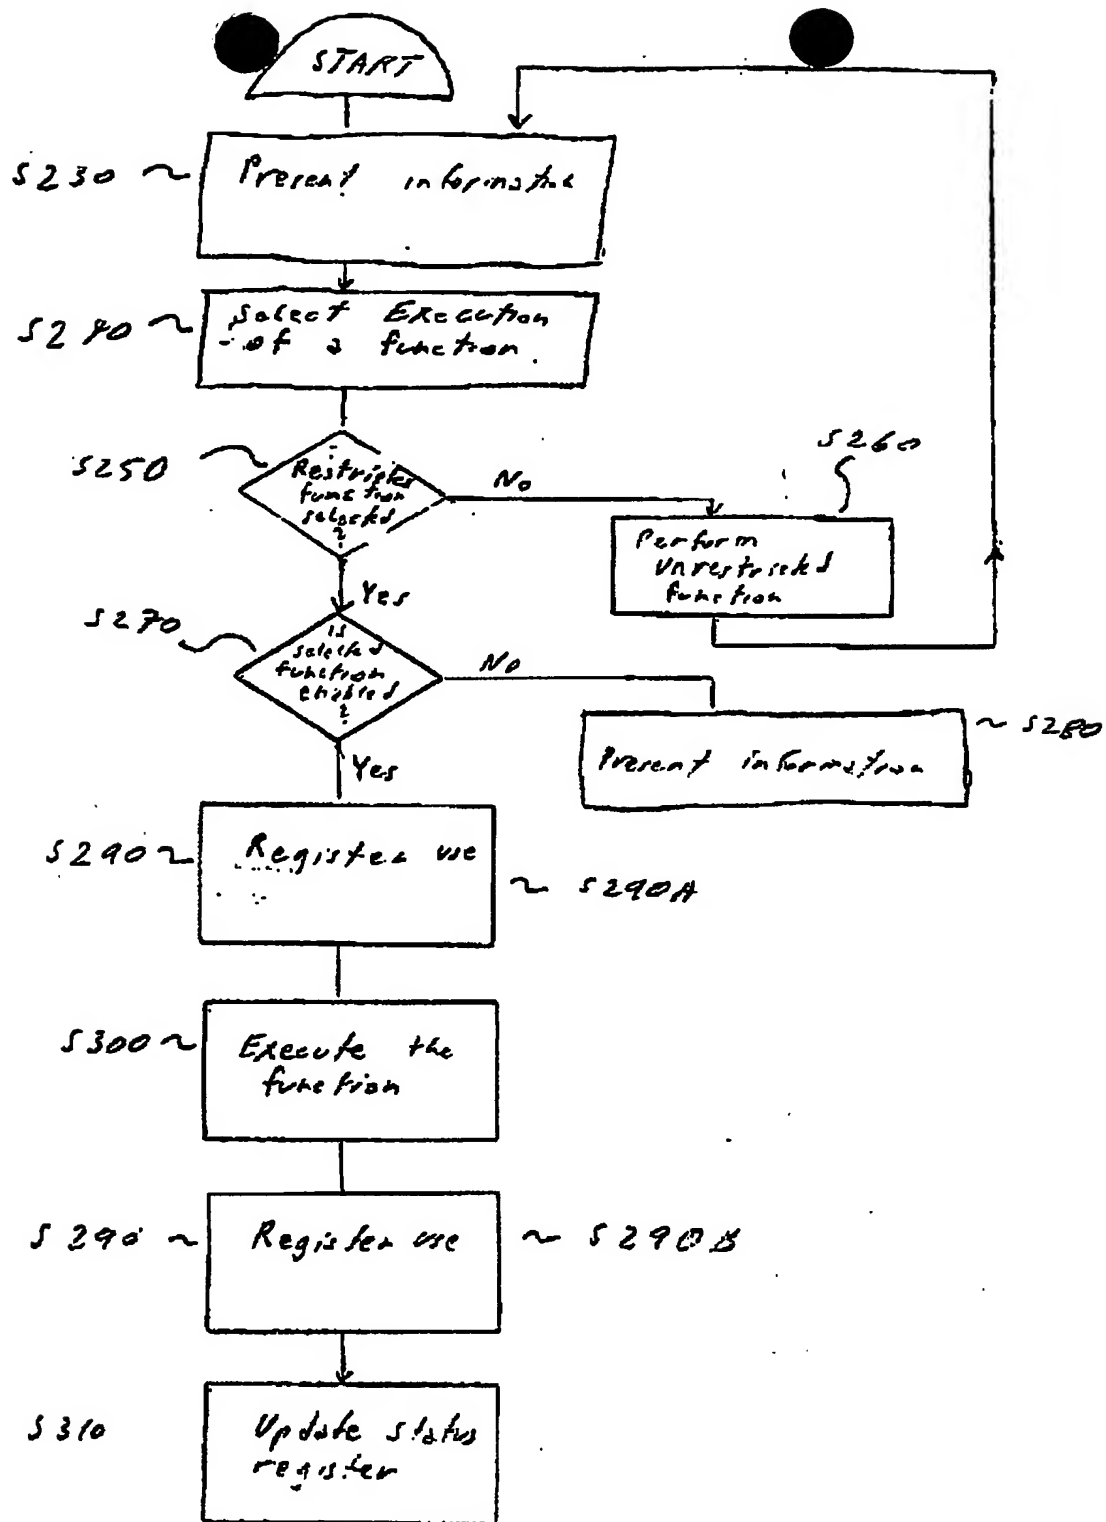 START
S230 ~ Present information
S240 ~ Select Execution
of a function
S250
Restricted
function
selected
?
No
S260
Perform
unrestricted
function
Yes
S270
is
selected
function
enabled
?
No
Present information
~ S280
Yes
S290 ~ Register use
~ S290A
S300 ~ Execute the
function
S290 ~ Register use ~ S290B
S310 Update status
register